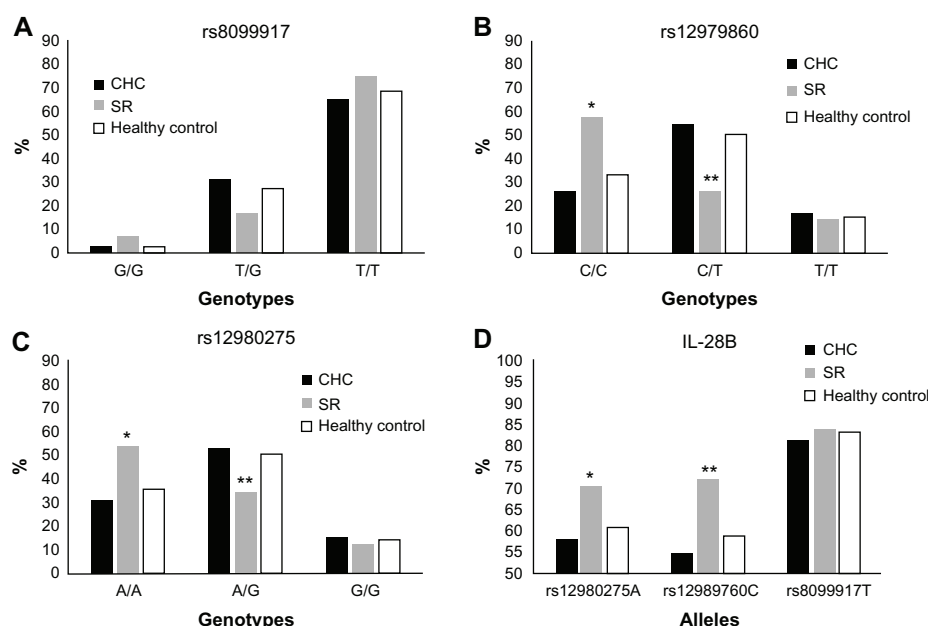 A
rs8099917
90
80
70
60
50
40
30
20
10
0
%
CHC
SR
Healthy control
G/G T/G T/T
Genotypes
B
rs12979860
90
80
70
60
50
40
30
20
10
0
%
CHC
SR
Healthy control
*
**
C/C C/T T/T
Genotypes
C
rs12980275
90
80
70
60
50
40
30
20
10
0
%
CHC
SR
Healthy control
*
**
A/A A/G G/G
Genotypes
D
IL-28B
100
95
90
85
80
75
70
65
60
55
50
%
CHC
SR
Healthy control
*
**
rs12980275A rs12989760C rs8099917T
Alleles